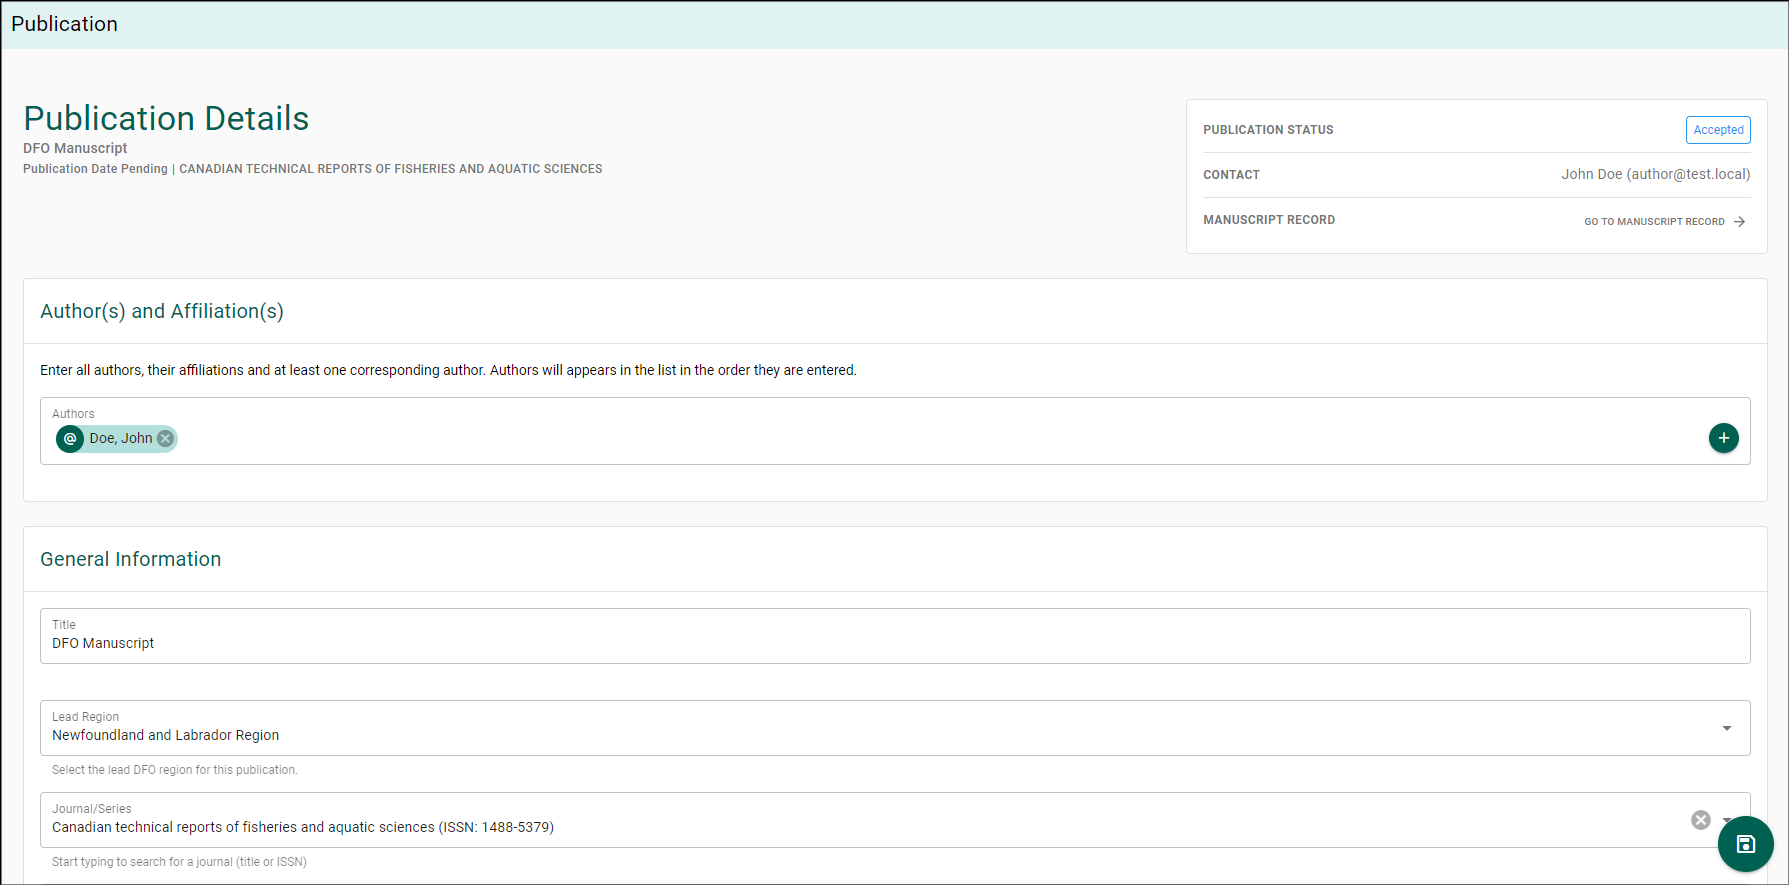 Publication
Publication Details
DFO Manuscript
Publication Date Pending | CANADIAN TECHNICAL REPORTS OF FISHERIES AND AQUATIC SCIENCES
PUBLICATION STATUS
Accepted
CONTACT
John Doe (author@test.local)
MANUSCRIPT RECORD
GO TO MANUSCRIPT RECORD
Author(s) and Affiliation(s)
Enter all authors, their affiliations and at least one corresponding author. Authors will appears in the list in the order they are entered.
Authors
@ Doe, John
General Information
Title
DFO Manuscript
Lead Region
Newfoundland and Labrador Region
Select the lead DFO region for this publication.
Journal/Series
Canadian technical reports of fisheries and aquatic sciences (ISSN: 1488-5379)
Start typing to search for a journal (title or ISSN)